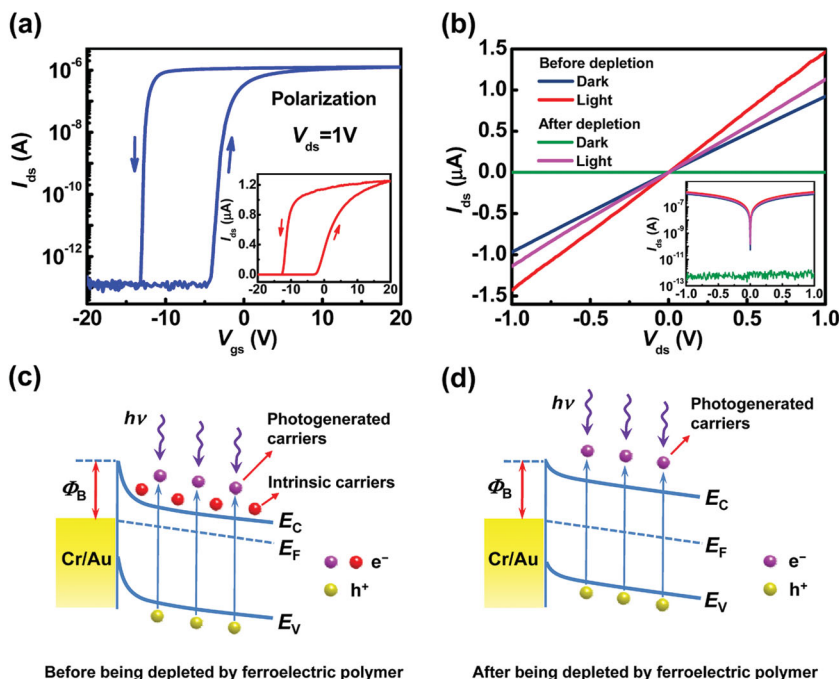 (a)
I_ds (A)
10^-6
10^-8
10^-10
10^-12
Polarization
V_ds=1V
I_ds (μA)
1.2
0.8
0.4
0.0
-20 -10 0 10 20
-20 -10 0 10 20
V_gs (V)
(b)
I_ds (μA)
1.5
1.0
0.5
0.0
-0.5
-1.0
-1.5
Before depletion
Dark
Light
After depletion
Dark
Light
I_ds (A)
10^-7
10^-9
10^-11
10^-13
-1.0 -0.5 0.0 0.5 1.0
-1.0 -0.5 0.0 0.5 1.0
V_ds (V)
(c)
hν
Photogenerated
carriers
Intrinsic carriers
Φ_B
Cr/Au
E_C
E_F
e⁻
h⁺
E_V
Before being depleted by ferroelectric polymer
(d)
hν
Photogenerated
carriers
Φ_B
Cr/Au
E_C
E_F
e⁻
h⁺
E_V
After being depleted by ferroelectric polymer